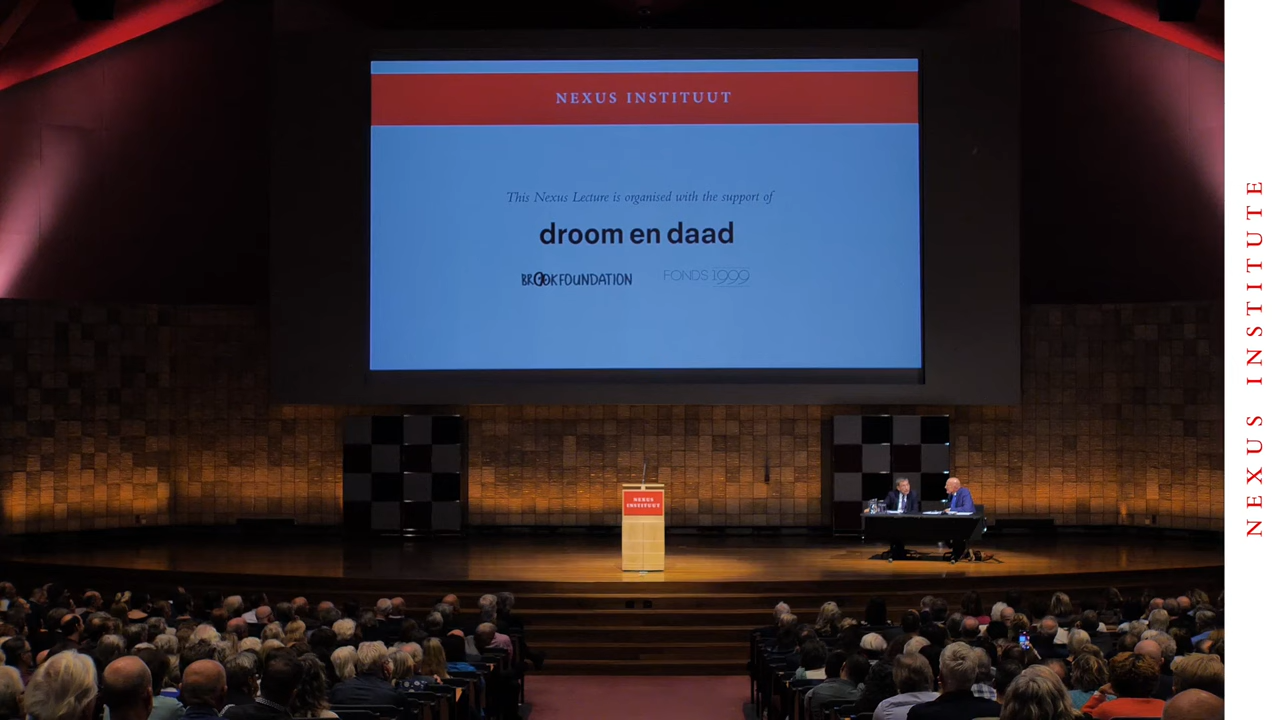 NEXUS INSTITUUT
This Nexus Lecture is organised with the support of
droom en daad
BROOKFOUNDATION
FONDS 1999
NEXUS
INSTITUUT
NEXUS INSTITUTE